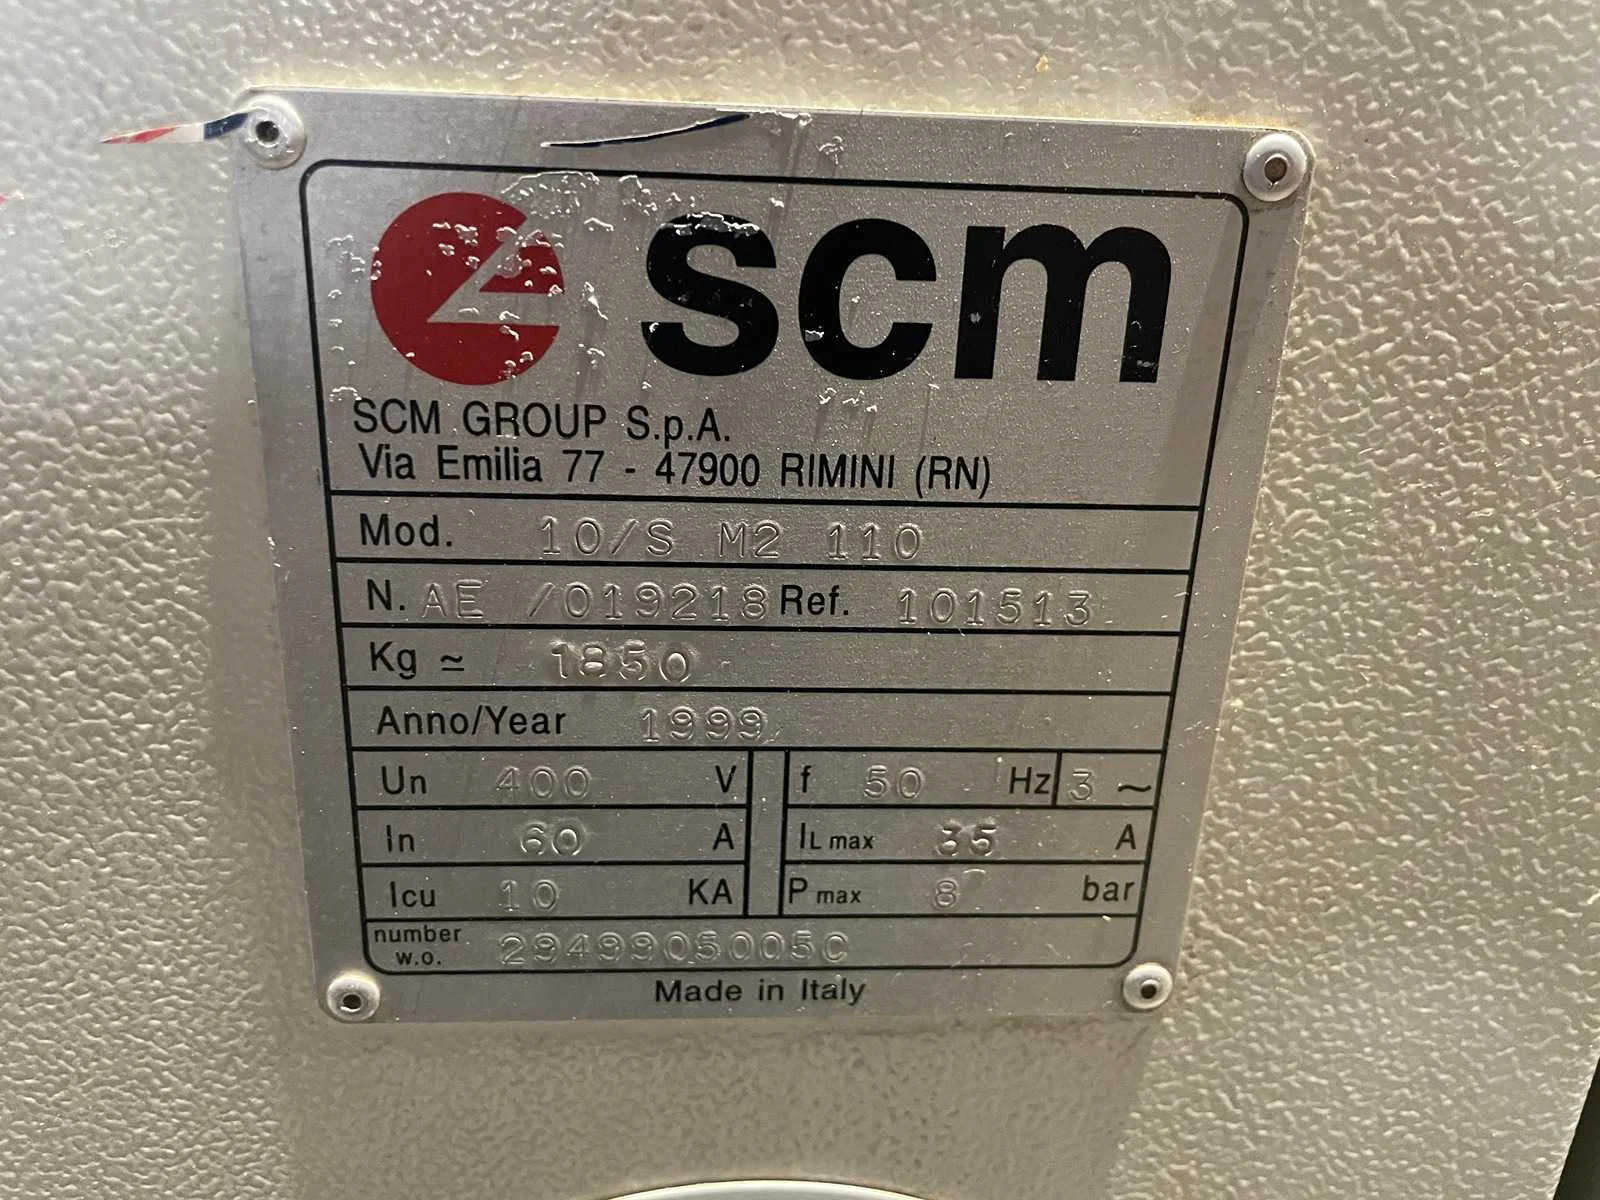 scm
SCM GROUP S.p.A.
Via Emilia 77 - 47900 RIMINI (RN)
Mod. 10/S M2 110
N. AE /019218 Ref. 101513
Kg ≃ 1850
Anno/Year 1999
Un 400 V f 50 Hz 3 ~
In 60 A IL max 35 A
Icu 10 KA P max 8 bar
number w.o. 2949905005C
Made in Italy